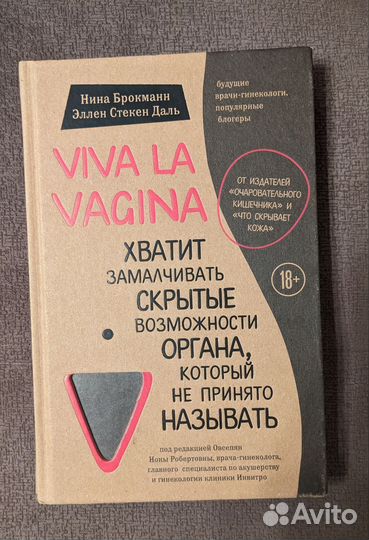 Нина Брокманн
Эллен Стекен Даль
будущие
врачи-гинекологи,
популярные
блогеры
VIVA LA
VAGINA
ОТ ИЗДАТЕЛЕЙ
«ОЧАРОВАТЕЛЬНОГО
КИШЕЧНИКА» И
«ЧТО СКРЫВАЕТ
КОЖА»
18+
ХВАТИТ
ЗАМАЛЧИВАТЬ
СКРЫТЫЕ
ВОЗМОЖНОСТИ
ОРГАНА,
КОТОРЫЙ
НЕ ПРИНЯТО
НАЗЫВАТЬ
под редакцией Овсепян
Ноны Робертовны, врача-гинеколога,
главного специалиста по акушерству
и гинекологии клиники Инвитро
Avito